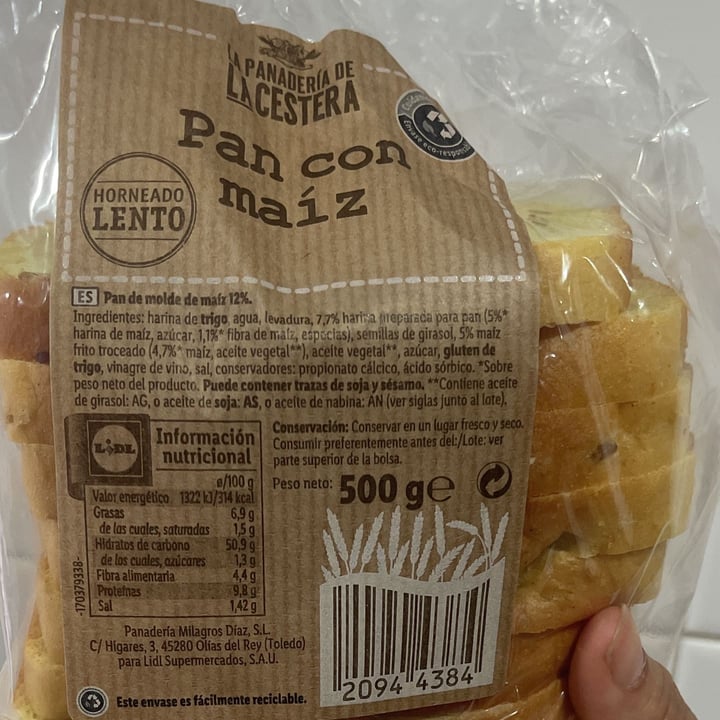 LA PANADERÍA DE
LA CESTERA
Pan con
maíz
HORNEADO
LENTO
Envase eco-responsable
ES Pan de molde de maíz 12%.
Ingredientes: harina de trigo, agua, levadura, 7,7% harina preparada para pan (5%*
harina de maíz, azúcar, 1,1%* fibra de maíz, especias), semillas de girasol, 5% maíz
frito troceado (4,7%* maíz, aceite vegetal**), aceite vegetal**, azúcar, gluten de
trigo, vinagre de vino, sal, conservadores: propionato cálcico, ácido sórbico. *Sobre
peso neto del producto. Puede contener trazas de soja y sésamo. **Contiene aceite
de girasol: AG, o aceite de soja: AS, o aceite de nabina: AN (ver siglas junto al lote).
LIDL
Información
nutricional
ø/100 g
Valor energético 1322 kJ/314 kcal
Grasas 6,9 g
de las cuales, saturadas 1,5 g
Hidratos de carbono 50,9 g
de los cuales, azúcares 1,3 g
Fibra alimentaria 4,4 g
Proteínas 9,8 g
Sal 1,42 g
-170379338-
Conservación: Conservar en un lugar fresco y seco.
Consumir preferentemente antes del:/Lote: ver
parte superior de la bolsa.
Peso neto: 500 g e
Panadería Milagros Díaz, S.L.
C/ Higares, 3, 45280 Olías del Rey (Toledo)
para Lidl Supermercados, S.A.U.
2094 4384
Este envase es fácilmente reciclable.